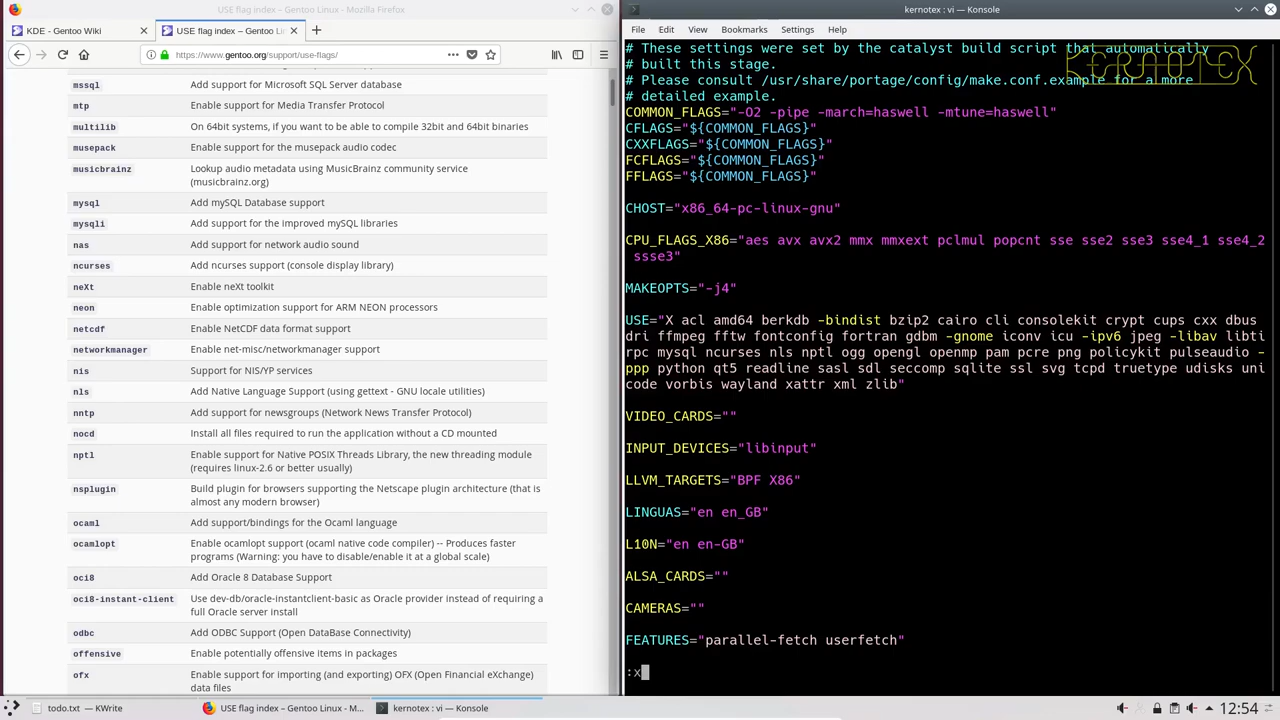 USE flag index – Gentoo Linux - Mozilla Firefox
KDE - Gentoo Wiki
USE flag index – Gentoo Li
https://www.gentoo.org/support/use-flags/
mssql Add support for Microsoft SQL Server database
mtp Enable support for Media Transfer Protocol
multilib On 64bit systems, if you want to be able to compile 32bit and 64bit binaries
musepack Enable support for the musepack audio codec
musicbrainz Lookup audio metadata using MusicBrainz community service
(musicbrainz.org)
mysql Add mySQL Database support
mysqli Add support for the improved mySQL libraries
nas Add support for network audio sound
ncurses Add ncurses support (console display library)
neXt Enable neXt toolkit
neon Enable optimization support for ARM NEON processors
netcdf Enable NetCDF data format support
networkmanager Enable net-misc/networkmanager support
nis Support for NIS/YP services
nls Add Native Language Support (using gettext - GNU locale utilities)
nntp Add support for newsgroups (Network News Transfer Protocol)
nocd Install all files required to run the application without a CD mounted
nptl Enable support for Native POSIX Threads Library, the new threading module
(requires linux-2.6 or better usually)
nsplugin Build plugin for browsers supporting the Netscape plugin architecture (that is
almost any modern browser)
ocaml Add support/bindings for the Ocaml language
ocamlopt Enable ocamlopt support (ocaml native code compiler) -- Produces faster
programs (Warning: you have to disable/enable it at a global scale)
oci8 Add Oracle 8 Database Support
oci8-instant-client Use dev-db/oracle-instantclient-basic as Oracle provider instead of requiring a
full Oracle server install
odbc Add ODBC Support (Open DataBase Connectivity)
offensive Enable potentially offensive items in packages
ofx Enable support for importing (and exporting) OFX (Open Financial eXchange)
data files
kernotex : vi — Konsole
File Edit View Bookmarks Settings Help
# These settings were set by the catalyst build script that automatically
# built this stage.
# Please consult /usr/share/portage/config/make.conf.example for a more
# detailed example.
COMMON_FLAGS="-O2 -pipe -march=haswell -mtune=haswell"
CFLAGS="${COMMON_FLAGS}"
CXXFLAGS="${COMMON_FLAGS}"
FCFLAGS="${COMMON_FLAGS}"
FFLAGS="${COMMON_FLAGS}"
CHOST="x86_64-pc-linux-gnu"
CPU_FLAGS_X86="aes avx avx2 mmx mmxext pclmul popcnt sse sse2 sse3 sse4_1 sse4_2
ssse3"
MAKEOPTS="-j4"
USE="X acl amd64 berkdb -bindist bzip2 cairo cli consolekit crypt cups cxx dbus
dri ffmpeg fftw fontconfig fortran gdbm -gnome iconv icu -ipv6 jpeg -libav libti
rpc mysql ncurses nls nptl ogg opengl openmp pam pcre png policykit pulseaudio -
ppp python qt5 readline sasl sdl seccomp sqlite ssl svg tcpd truetype udisks uni
code vorbis wayland xattr xml zlib"
VIDEO_CARDS=""
INPUT_DEVICES="libinput"
LLVM_TARGETS="BPF X86"
LINGUAS="en en_GB"
L10N="en en-GB"
ALSA_CARDS=""
CAMERAS=""
FEATURES="parallel-fetch userfetch"
:x
KERNOTEX
todo.txt — KWrite
USE flag index – Gentoo Linux - M...
kernotex : vi — Konsole
12:54